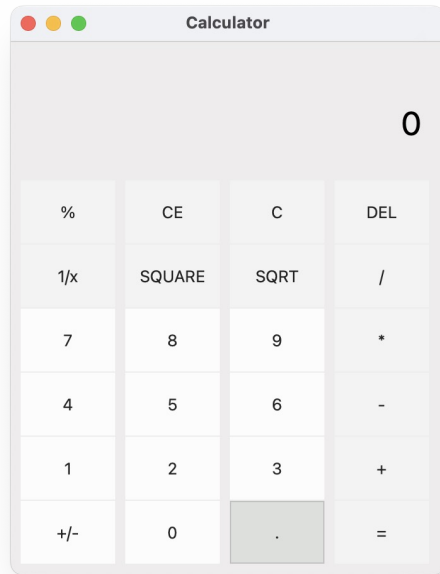 Calculator
0
% CE C DEL
1/x SQUARE SQRT /
7 8 9 *
4 5 6 -
1 2 3 +
+/- 0 . =